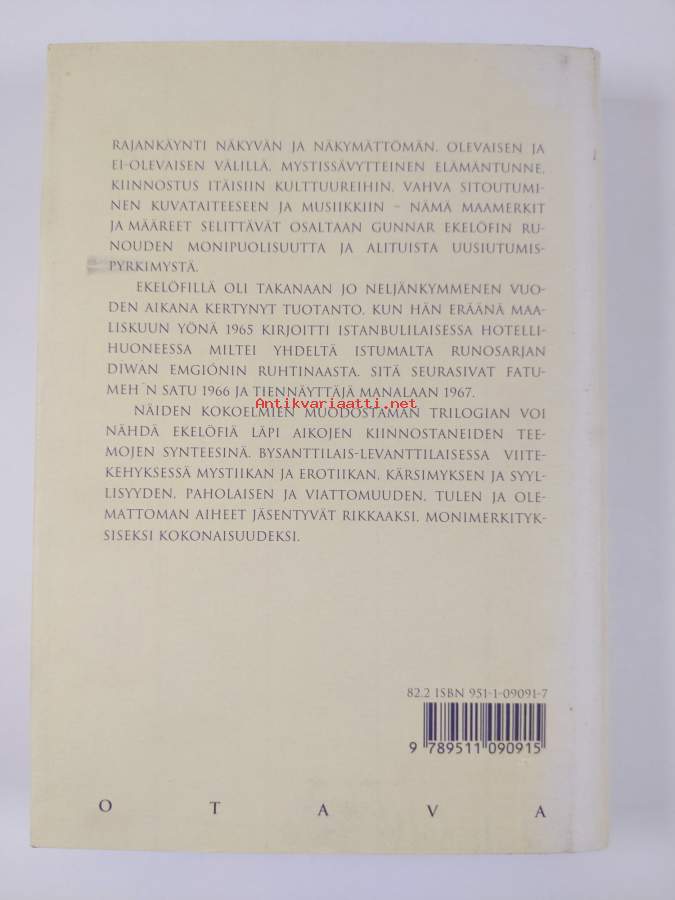 RAJANKÄYNTI NÄKYVÄN JA NÄKYMÄTTÖMÄN, OLEVAISEN JA
EI-OLEVAISEN VÄLILLÄ, MYSTISSÄVYTTEINEN ELÄMÄNTUNNE,
KIINNOSTUS ITÄISIIN KULTTUUREIHIN, VAHVA SITOUTUMI-
NEN KUVATAITEESEEN JA MUSIIKKIIN – NÄMÄ MAAMERKIT
JA MÄÄREET SELITTÄVÄT OSALTAAN GUNNAR EKELÖFIN RU-
NOUDEN MONIPUOLISUUTTA JA ALITUISTA UUSIUTUMIS-
PYRKIMYSTÄ.
EKELÖFILLÄ OLI TAKANAAN JO NELJÄNKYMMENEN VUO-
DEN AIKANA KERTYNYT TUOTANTO, KUN HÄN ERÄÄNÄ MAA-
LISKUUN YÖNÄ 1965 KIRJOITTI ISTANBULILAISESSA HOTELLI-
HUONEESSA MILTEI YHDELTÄ ISTUMALTA RUNOSARJAN
DIWÁN EMGIÓNIN RUHTINAASTA. SITÄ SEURASIVAT FATU-
MEH´N SATU 1966 JA TIENNÄYTTÄJÄ MANALAAN 1967.
Antikvariaatti.net
NÄIDEN KOKOELMIEN MUODOSTAMAN TRILOGIAN VOI
NÄHDÄ EKELÖFIÄ LÄPI AIKOJEN KIINNOSTANEIDEN TEE-
MOJEN SYNTEESINÄ. BYSANTTILAIS-LEVANTTILAISESSA VIITE-
KEHYKSESSÄ MYSTIIKAN JA EROTIIKAN, KÄRSIMYKSEN JA SYYL-
LISYYDEN, PAHOLAISEN JA VIATTOMUUDEN, TULEN JA OLE-
MATTOMAN AIHEET JÄSENTYVÄT RIKKAAKSI, MONIMERKITYK-
SISEKSI KOKONAISUUDEKSI.
82.2 ISBN 951-1-09091-7
9 789511 090915
O T A V A